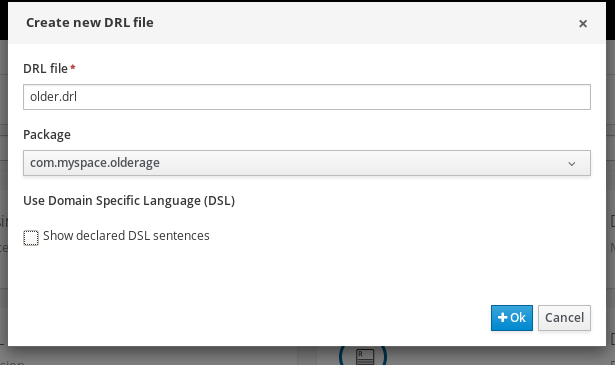 Create new DRL file ×
DRL file*
older.drl
Package
com.myspace.olderage
Use Domain Specific Language (DSL)
Show declared DSL sentences
+ Ok Cancel
R